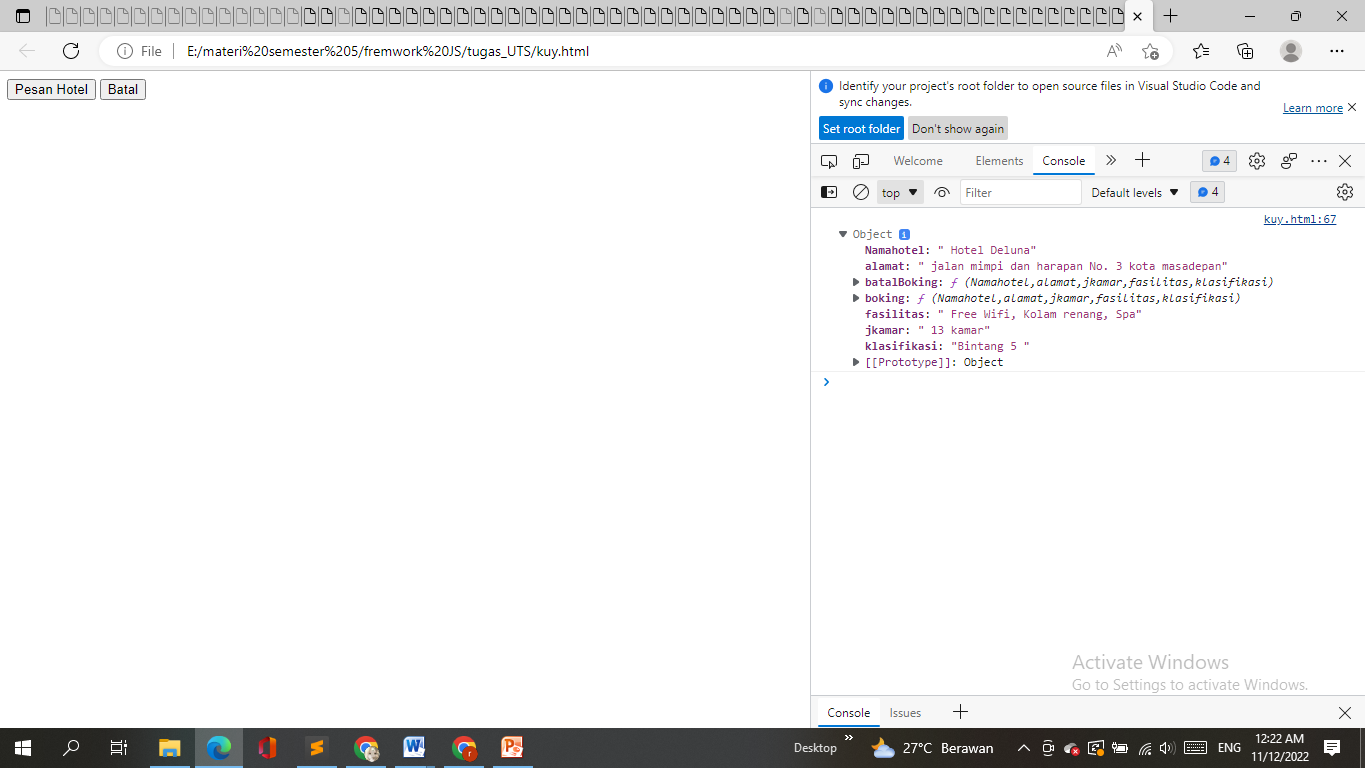 File
E:/materi%20semester%205/fremwork%20JS/tugas_UTS/kuy.html
Pesan Hotel
Batal
Identify your project's root folder to open source files in Visual Studio Code and
sync changes.
Learn more
Set root folder
Don't show again
Welcome
Elements
Console
4
top
Filter
Default levels
4
kuy.html:67
Object
Namahotel: " Hotel Deluna"
alamat: " jalan mimpi dan harapan No. 3 kota masadepan"
batalBoking: ƒ (Namahotel,alamat,jkamar,fasilitas,klasifikasi)
boking: ƒ (Namahotel,alamat,jkamar,fasilitas,klasifikasi)
fasilitas: " Free Wifi, Kolam renang, Spa"
jkamar: " 13 kamar"
klasifikasi: "Bintang 5 "
[[Prototype]]: Object
Activate Windows
Go to Settings to activate Windows.
Console
Issues
Desktop
27°C Berawan
ENG
12:22 AM
11/12/2022